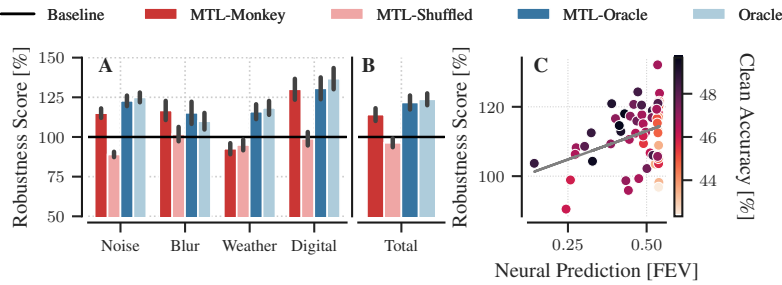 Baseline MTL-Monkey MTL-Shuffled MTL-Oracle Oracle
A B C
Robustness Score [%]
150
125
100
75
50
Noise Blur Weather Digital Total
Robustness Score [%]
120
100
0.25 0.50
Neural Prediction [FEV]
48
46
44
Clean Accuracy [%]